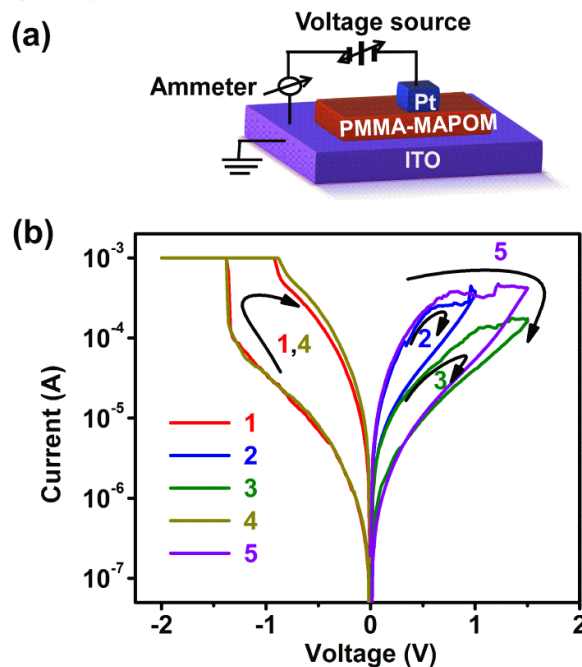 (a)
Voltage source
Ammeter
Pt
PMMA-MAPOM
ITO
(b)
10⁻³
10⁻⁴
10⁻⁵
10⁻⁶
10⁻⁷
Current (A)
5
1,4
2
3
1
2
3
4
5
-2 -1 0 1 2
Voltage (V)